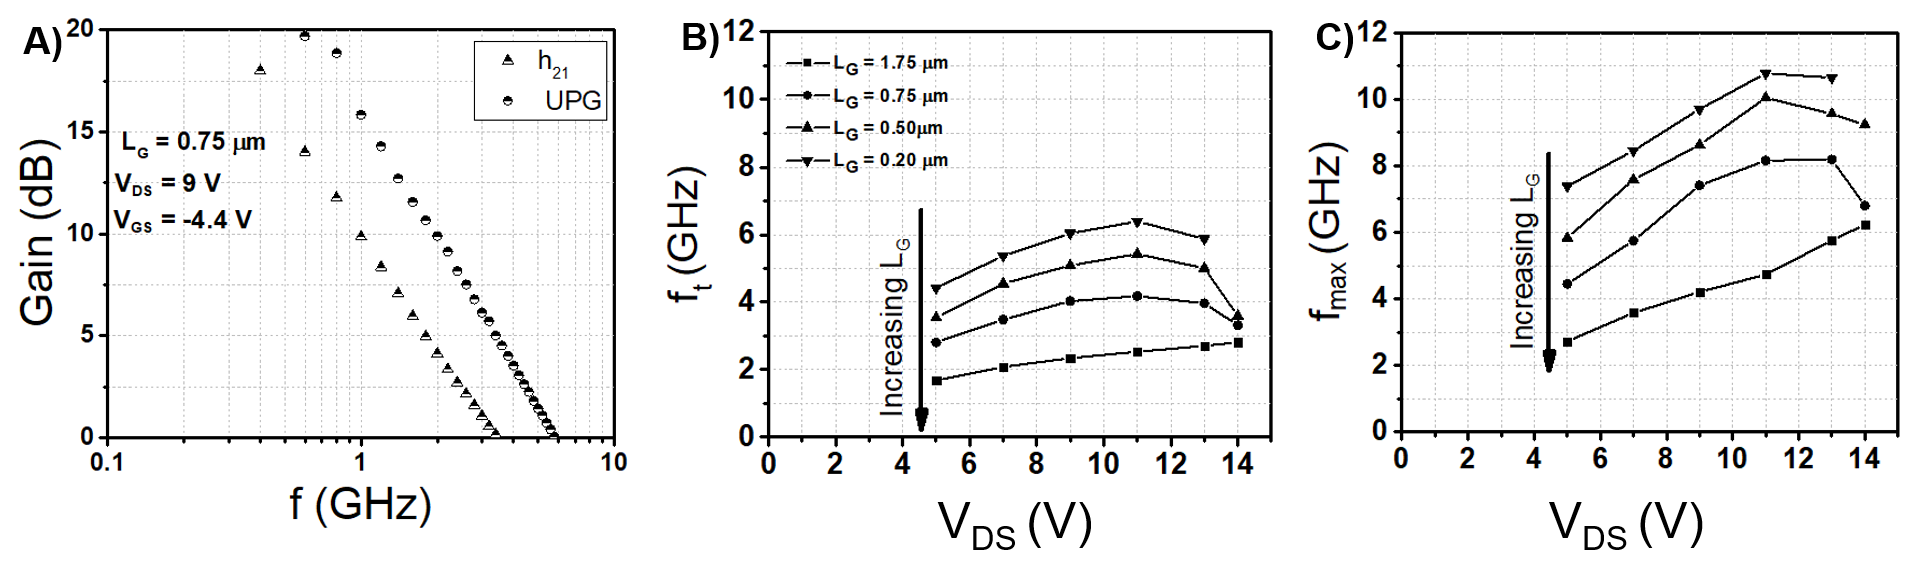 A)
20
15
10
5
0
0.1
1
10
Gain (dB)
f (GHz)
h21
UPG
LG = 0.75 μm
VDS = 9 V
VGS = -4.4 V
B)
12
10
8
6
4
2
0
0
2
4
6
8
10
12
14
ft (GHz)
VDS (V)
LG = 1.75 μm
LG = 0.75 μm
LG = 0.50μm
LG = 0.20 μm
Increasing LG
C)
12
10
8
6
4
2
0
0
2
4
6
8
10
12
14
fmax (GHz)
VDS (V)
Increasing LG